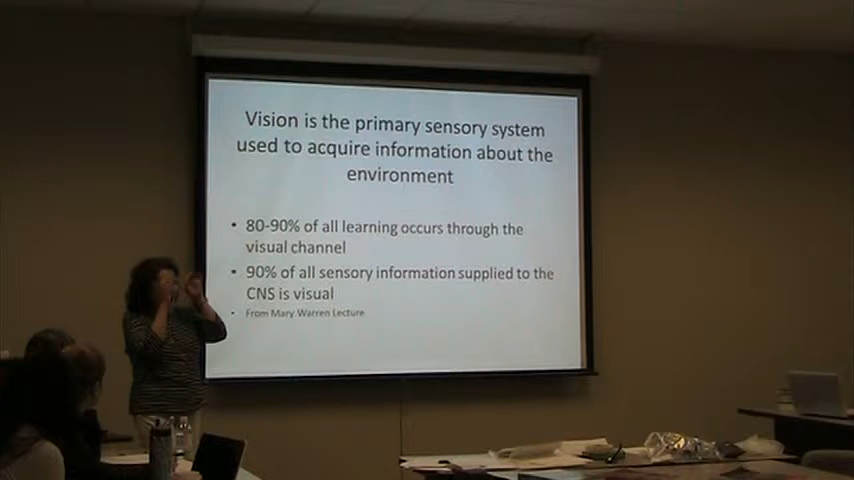 Vision is the primary sensory system
used to acquire information about the
environment
• 80-90% of all learning occurs through the
visual channel
• 90% of all sensory information supplied to the
CNS is visual
• From Mary Warren Lecture